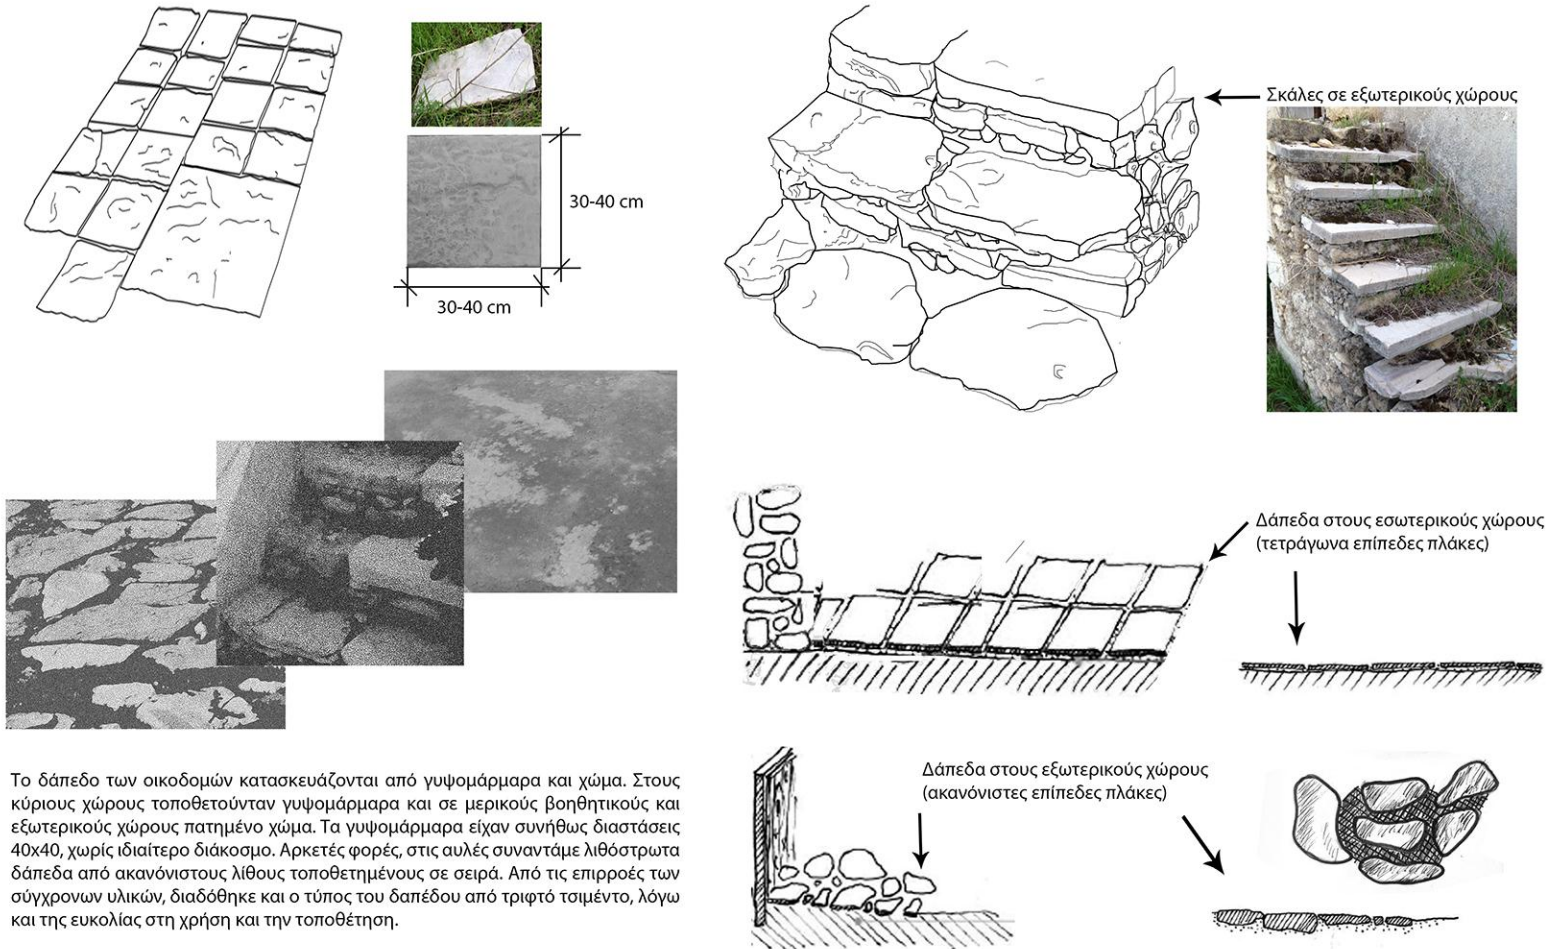 30-40 cm
30-40 cm
Σκάλες σε εξωτερικούς χώρους
Δάπεδα στους εσωτερικούς χώρους
(τετράγωνα επίπεδες πλάκες)
Δάπεδα στους εξωτερικούς χώρους
(ακανόνιστες επίπεδες πλάκες)
Το δάπεδο των οικοδομών κατασκευάζονται από γυψομάρμαρα και χώμα. Στους
κύριους χώρους τοποθετούνταν γυψομάρμαρα και σε μερικούς βοηθητικούς και
εξωτερικούς χώρους πατημένο χώμα. Τα γυψομάρμαρα είχαν συνήθως διαστάσεις
40x40, χωρίς ιδιαίτερο διάκοσμο. Αρκετές φορές, στις αυλές συναντάμε λιθόστρωτα
δάπεδα από ακανόνιστους λίθους τοποθετημένους σε σειρά. Από τις επιρροές των
σύγχρονων υλικών, διαδόθηκε και ο τύπος του δαπέδου από τριφτό τσιμέντο, λόγω
και της ευκολίας στη χρήση και την τοποθέτηση.